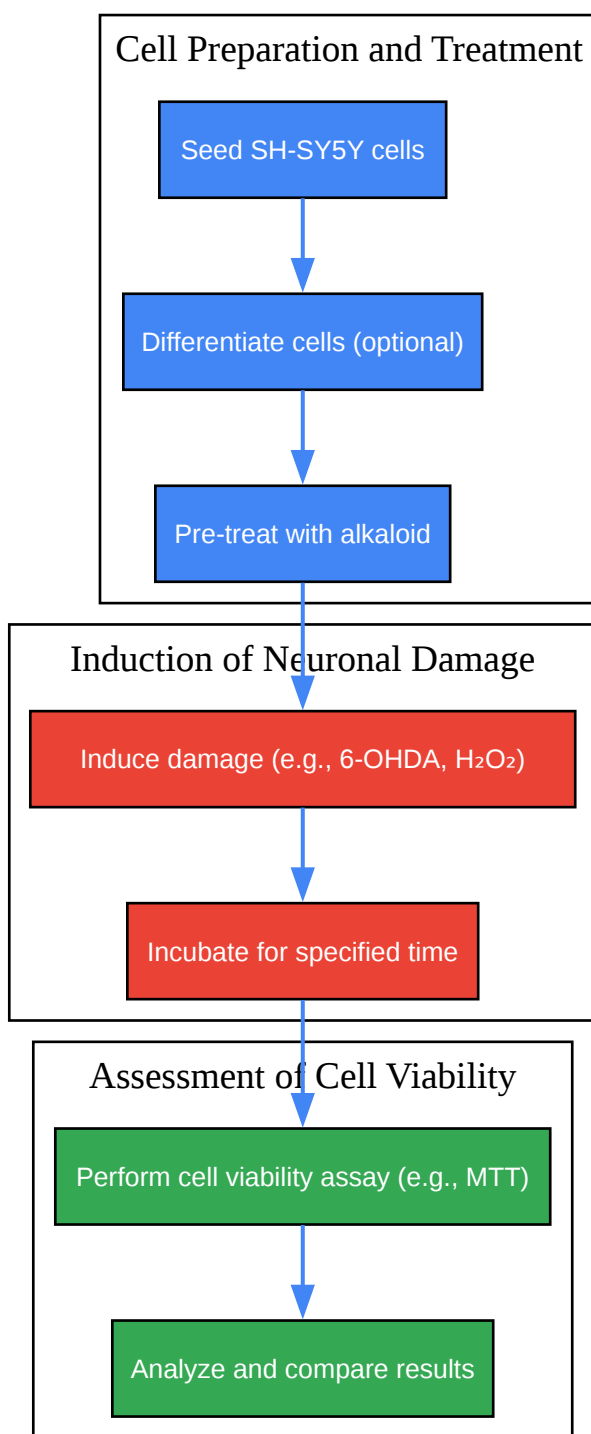 Cell Preparation and Treatment
Seed SH-SY5Y cells
Differentiate cells (optional)
Pre-treat with alkaloid
Induction of Neuronal Damage
Induce damage (e.g., 6-OHDA, H₂O₂)
Incubate for specified time
Assessment of Cell Viability
Perform cell viability assay (e.g., MTT)
Analyze and compare results